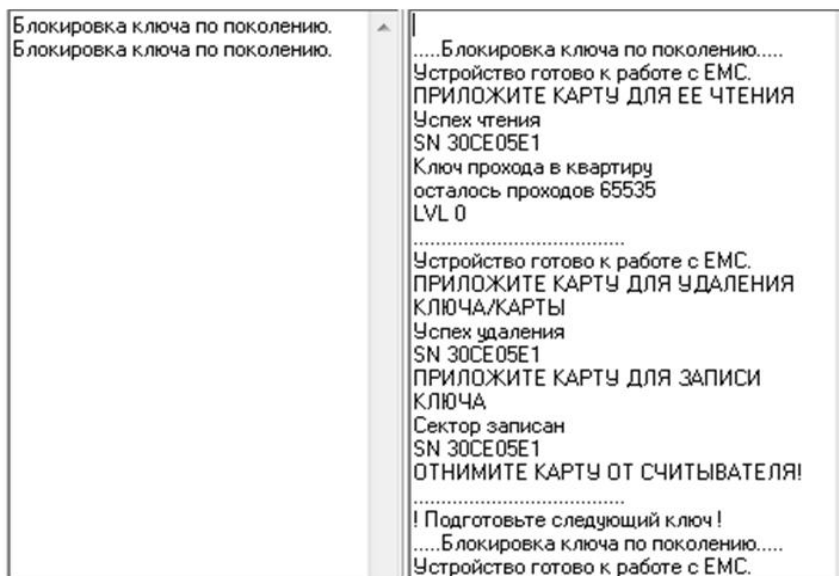 Блокировка ключа по поколению.
Блокировка ключа по поколению.
.....Блокировка ключа по поколению.....
Устройство готово к работе с ЕМС.
ПРИЛОЖИТЕ КАРТУ ДЛЯ ЕЕ ЧТЕНИЯ
Успех чтения
SN 30CE05E1
Ключ прохода в квартиру
осталось проходов 65535
LVL 0
.....................................
Устройство готово к работе с ЕМС.
ПРИЛОЖИТЕ КАРТУ ДЛЯ УДАЛЕНИЯ
КЛЮЧА/КАРТЫ
Успех удаления
SN 30CE05E1
ПРИЛОЖИТЕ КАРТУ ДЛЯ ЗАПИСИ
КЛЮЧА
Сектор записан
SN 30CE05E1
ОТНИМИТЕ КАРТУ ОТ СЧИТЫВАТЕЛЯ!
.....................................
! Подготовьте следующий ключ !
.....Блокировка ключа по поколению.....
Устройство готово к работе с ЕМС.